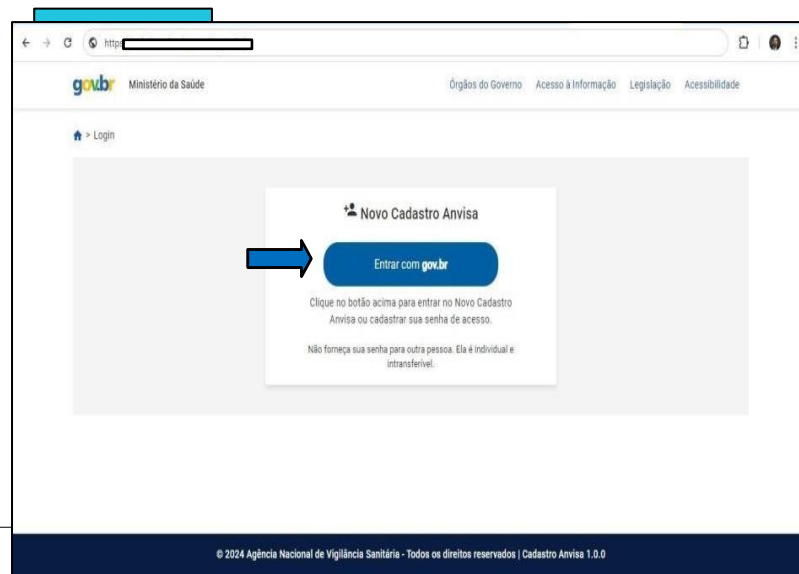 https
gov.br Ministério da Saúde Órgãos do Governo Acesso à Informação Legislação Acessibilidade
> Login
Novo Cadastro Anvisa
Entrar com gov.br
Clique no botão acima para entrar no Novo Cadastro
Anvisa ou cadastrar sua senha de acesso.
Não forneça sua senha para outra pessoa. Ela é individual e
intransferível.
© 2024 Agência Nacional de Vigilância Sanitária - Todos os direitos reservados | Cadastro Anvisa 1.0.0